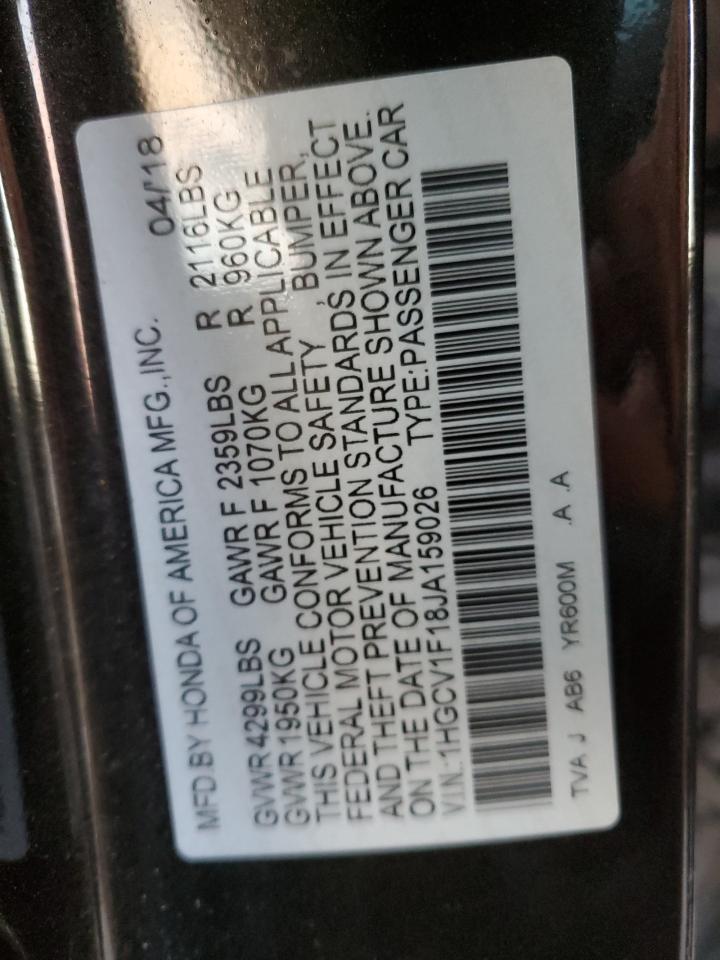 MFD.BY HONDA OF AMERICA MFG.,INC. 04/'18
GVWR 4299LBS GAWR F 2359LBS R 2116LBS
GVWR 1950KG GAWR F 1070KG R 960KG
THIS VEHICLE CONFORMS TO ALL APPLICABLE
FEDERAL MOTOR VEHICLE SAFETY, BUMPER,
AND THEFT PREVENTION STANDARDS IN EFFECT
ON THE DATE OF MANUFACTURE SHOWN ABOVE.
V.I.N.:1HGCV1F18JA159026 TYPE:PASSENGER CAR
TVA J AB6 YR600M .A .A